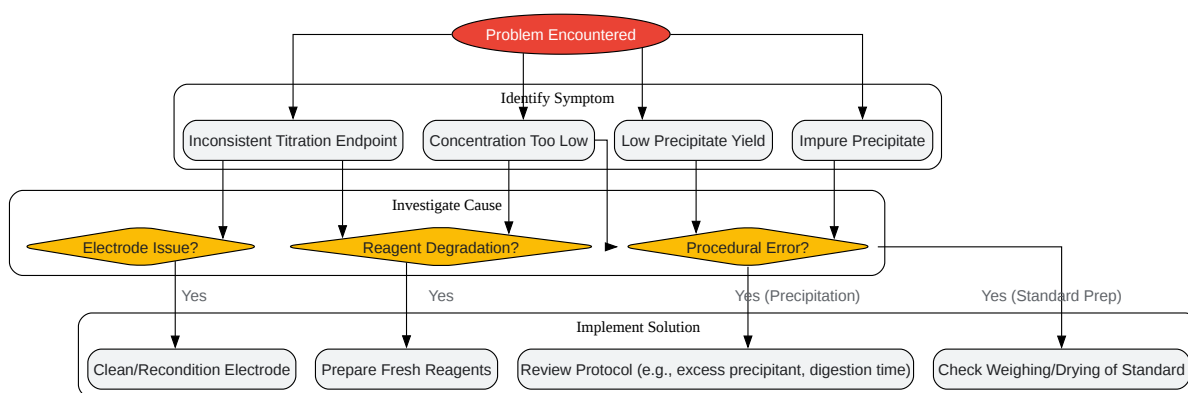 Problem Encountered
Identify Symptom
Inconsistent Titration Endpoint
Concentration Too Low
Low Precipitate Yield
Impure Precipitate
Investigate Cause
Electrode Issue?
Reagent Degradation?
Procedural Error?
Yes
Yes
Yes (Precipitation)
Yes (Standard Prep)
Implement Solution
Clean/Recondition Electrode
Prepare Fresh Reagents
Review Protocol (e.g., excess precipitant, digestion time)
Check Weighing/Drying of Standard